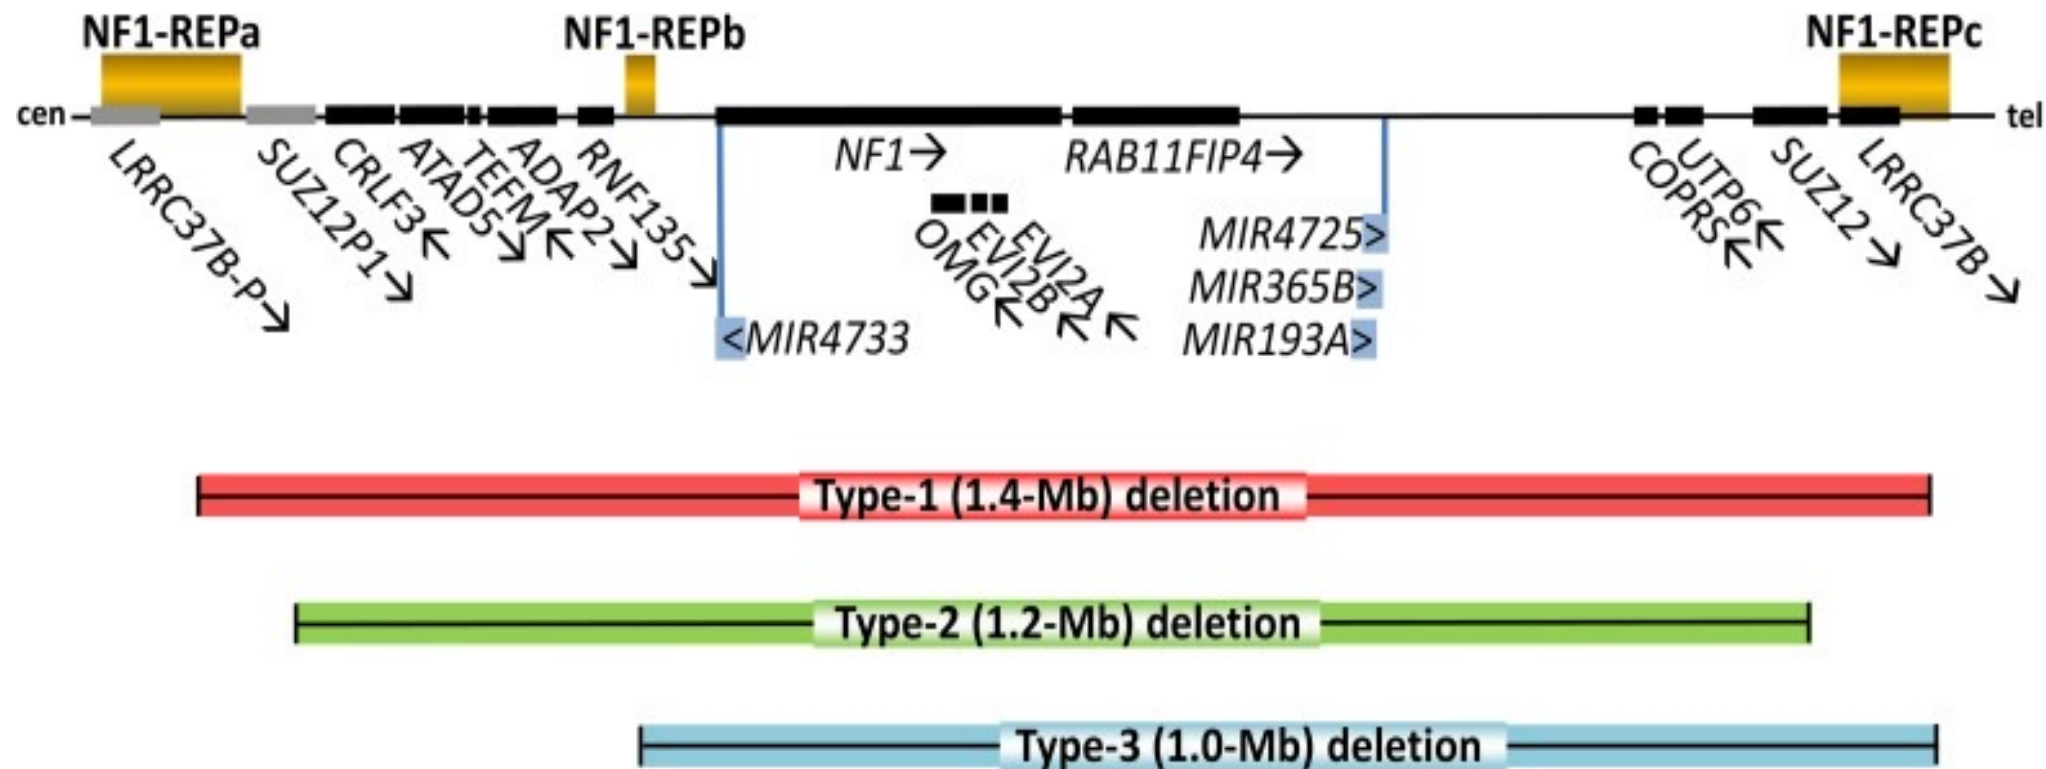 NF1-REPa NF1-REPb NF1-REPc
cen tel
LRRC37B-P→
SUZ12P1→
CRLF3←
ATAD5→
TEFM←
ADAP2→
RNF135→
NF1→
RAB11FIP4→
COPRS←
UTP6←
SUZ12→
LRRC37B→
OMG←
EVI2B←
EVI2A←
MIR4725>
MIR365B>
MIR193A>
<MIR4733
Type-1 (1.4-Mb) deletion
Type-2 (1.2-Mb) deletion
Type-3 (1.0-Mb) deletion